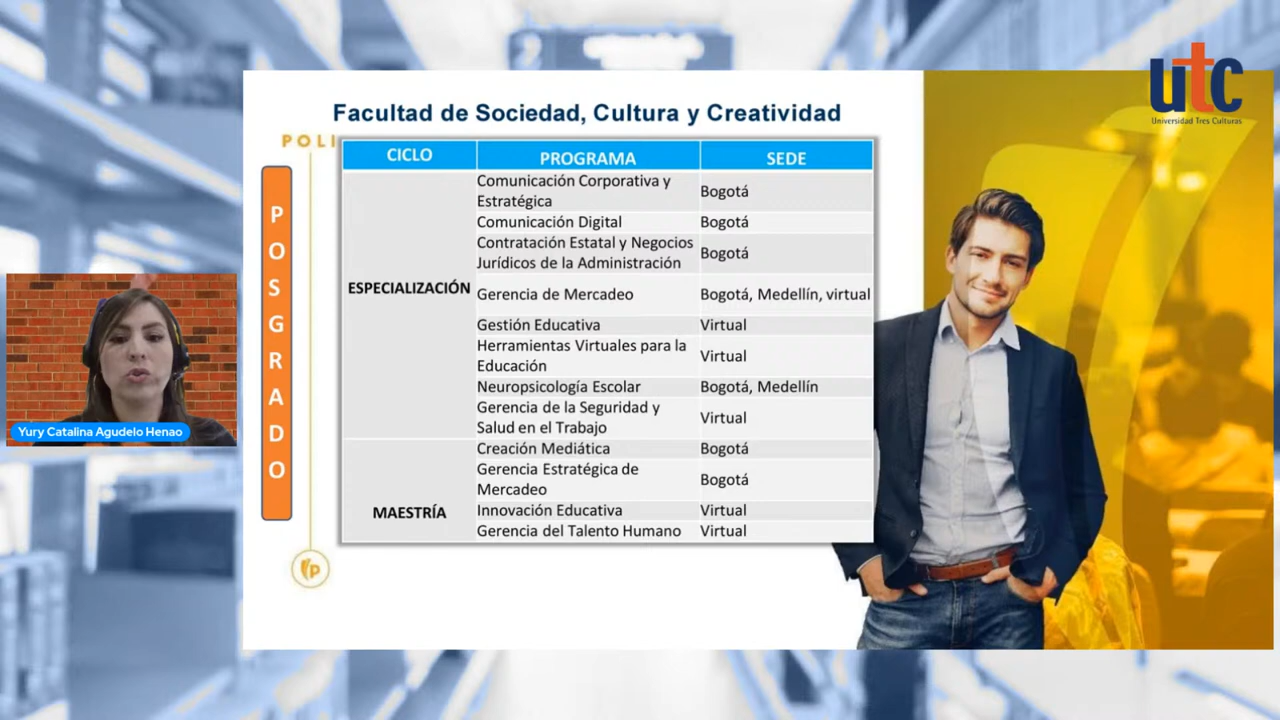 utc
Universidad Tres Culturas
Facultad de Sociedad, Cultura y Creatividad
POLI
POSGRADO
CICLO PROGRAMA SEDE
ESPECIALIZACIÓN
Comunicación Corporativa y
Estratégica
Bogotá
Comunicación Digital Bogotá
Contratación Estatal y Negocios
Jurídicos de la Administración
Bogotá
Gerencia de Mercadeo Bogotá, Medellín, virtual
Gestión Educativa Virtual
Herramientas Virtuales para la
Educación
Virtual
Neuropsicología Escolar Bogotá, Medellín
Gerencia de la Seguridad y
Salud en el Trabajo
Virtual
MAESTRÍA
Creación Mediática Bogotá
Gerencia Estratégica de
Mercadeo
Bogotá
Innovación Educativa Virtual
Gerencia del Talento Humano Virtual
Yury Catalina Agudelo Henao
P